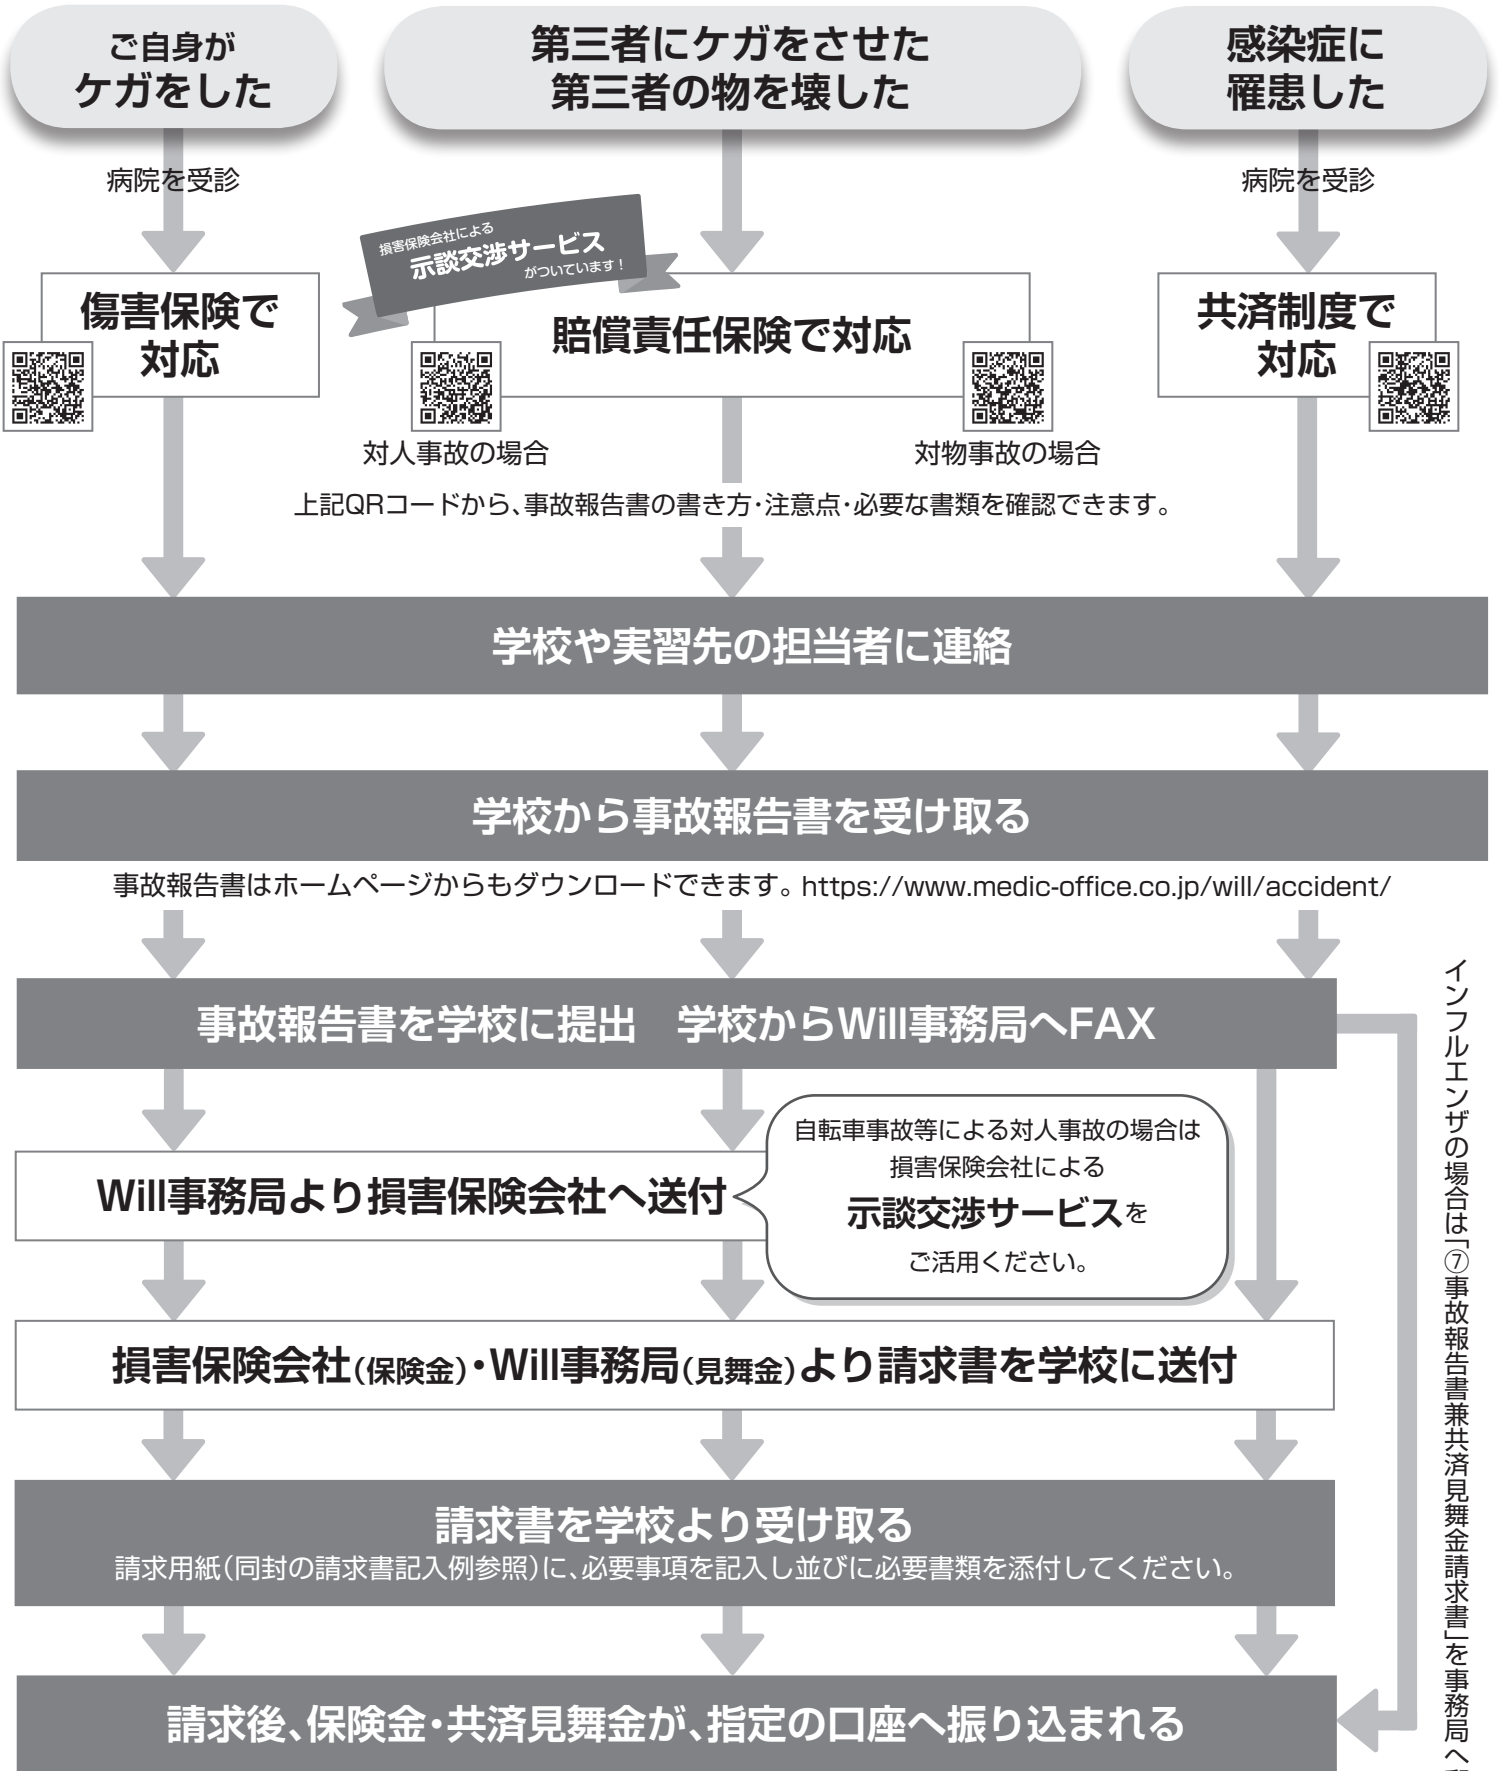 ご自身が
ケガをした
第三者にケガをさせた
第三者の物を壊した
感染症に
罹患した
病院を受診
病院を受診
損害保険会社による
示談交渉サービス
がついています！
傷害保険で
対応
賠償責任保険で対応
共済制度で
対応
対人事故の場合
対物事故の場合
上記QRコードから、事故報告書の書き方・注意点・必要な書類を確認できます。
学校や実習先の担当者に連絡
学校から事故報告書を受け取る
事故報告書はホームページからもダウンロードできます。https://www.medic-office.co.jp/will/accident/
事故報告書を学校に提出　学校からWill事務局へFAX
Will事務局より損害保険会社へ送付
自転車事故等による対人事故の場合は
損害保険会社による
示談交渉サービスを
ご活用ください。
損害保険会社(保険金)・Will事務局(見舞金)より請求書を学校に送付
請求書を学校より受け取る
請求用紙(同封の請求書記入例参照)に、必要事項を記入し並びに必要書類を添付してください。
請求後、保険金・共済見舞金が、指定の口座へ振り込まれる
インフルエンザの場合は「⑦事故報告書兼共済見舞金請求書」を事務局へ